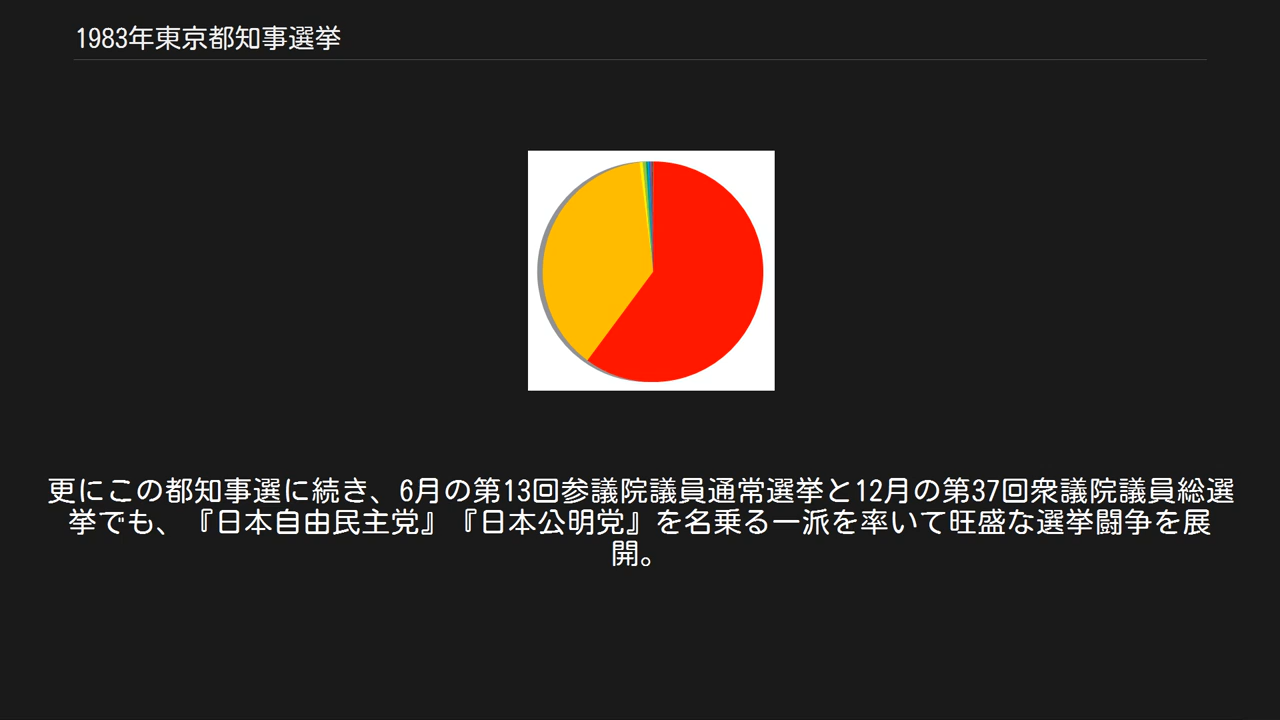 1983年東京都知事選挙
更にこの都知事選に続き、6月の第13回参議院議員通常選挙と12月の第37回衆議院議員総選
挙でも、『日本自由民主党』『日本公明党』を名乗る一派を率いて旺盛な選挙闘争を展
開。